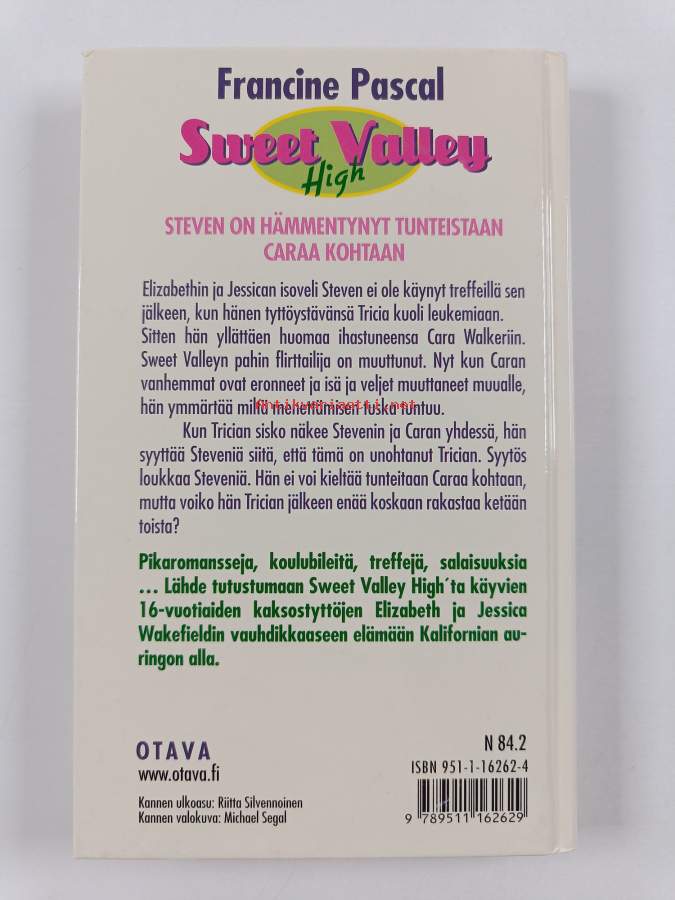 Francine Pascal
Sweet Valley
High
STEVEN ON HÄMMENTYNYT TUNTEISTAAN
CARAA KOHTAAN
Elizabethin ja Jessican isoveli Steven ei ole käynyt treffeillä sen
jälkeen, kun hänen tyttöystävänsä Tricia kuoli leukemiaan.
Sitten hän yllättäen huomaa ihastuneensa Cara Walkeriin.
Sweet Valleyn pahin flirttailija on muuttunut. Nyt kun Caran
vanhemmat ovat eronneet ja isä ja veljet muuttaneet muualle,
hän ymmärtää miltä menettämisen tuska tuntuu.
antikvariaatti.net
Kun Trician sisko näkee Stevenin ja Caran yhdessä, hän
syyttää Steveniä siitä, että tämä on unohtanut Trician. Syytös
loukkaa Steveniä. Hän ei voi kieltää tunteitaan Caraa kohtaan,
mutta voiko hän Trician jälkeen enää koskaan rakastaa ketään
toista?
Pikaromansseja, koulubileitä, treffejä, salaisuuksia
... Lähde tutustumaan Sweet Valley High´ta käyvien
16-vuotiaiden kaksostyttöjen Elizabeth ja Jessica
Wakefieldin vauhdikkaaseen elämään Kalifornian au-
ringon alla.
OTAVA
www.otava.fi
N 84.2
ISBN 951-1-16262-4
Kannen ulkoasu: Riitta Silvennoinen
Kannen valokuva: Michael Segal
9 789511 162629